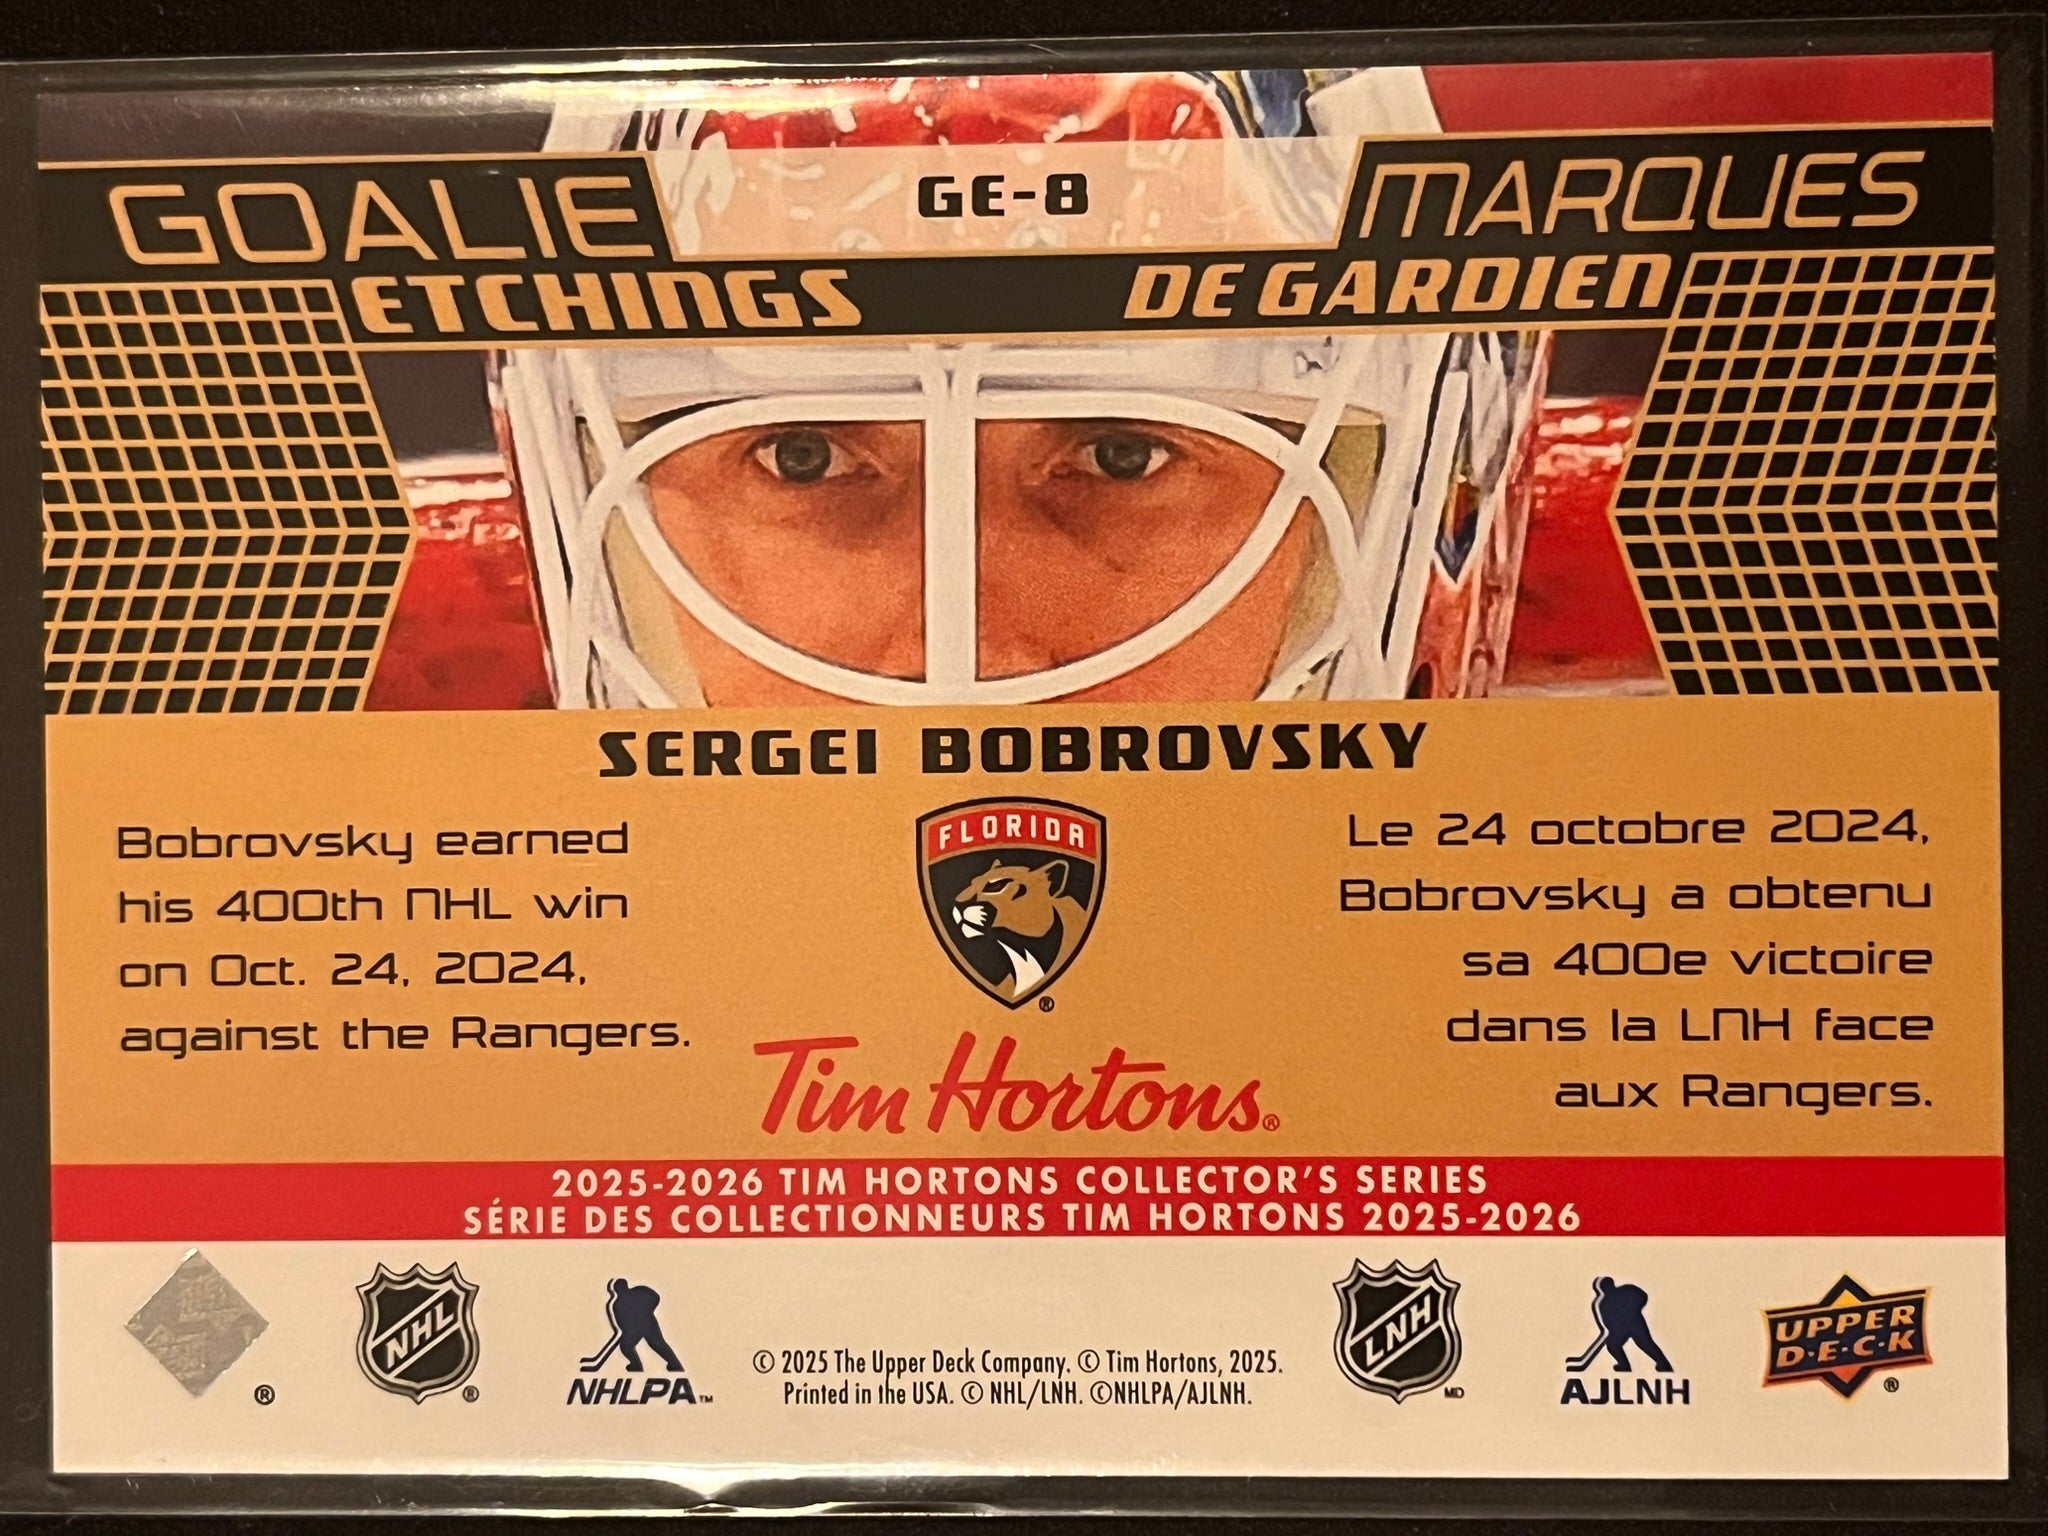 GOALIE
ETCHINGS
GE-8
MARQUES
DE GARDIEN
SERGEI BOBROVSKY
Bobrovsky earned
his 400th NHL win
on Oct. 24, 2024,
against the Rangers.
FLORIDA
®
Tim Hortons®
Le 24 octobre 2024,
Bobrovsky a obtenu
sa 400e victoire
dans la LNH face
aux Rangers.
2025-2026 TIM HORTONS COLLECTOR'S SERIES
SÉRIE DES COLLECTIONNEURS TIM HORTONS 2025-2026
®
NHL
®
NHLPA™
© 2025 The Upper Deck Company. © Tim Hortons, 2025.
Printed in the USA. © NHL/LNH. ©NHLPA/AJLNH.
LNH
MD
AJLNH
UPPER
D·E·C·K
®